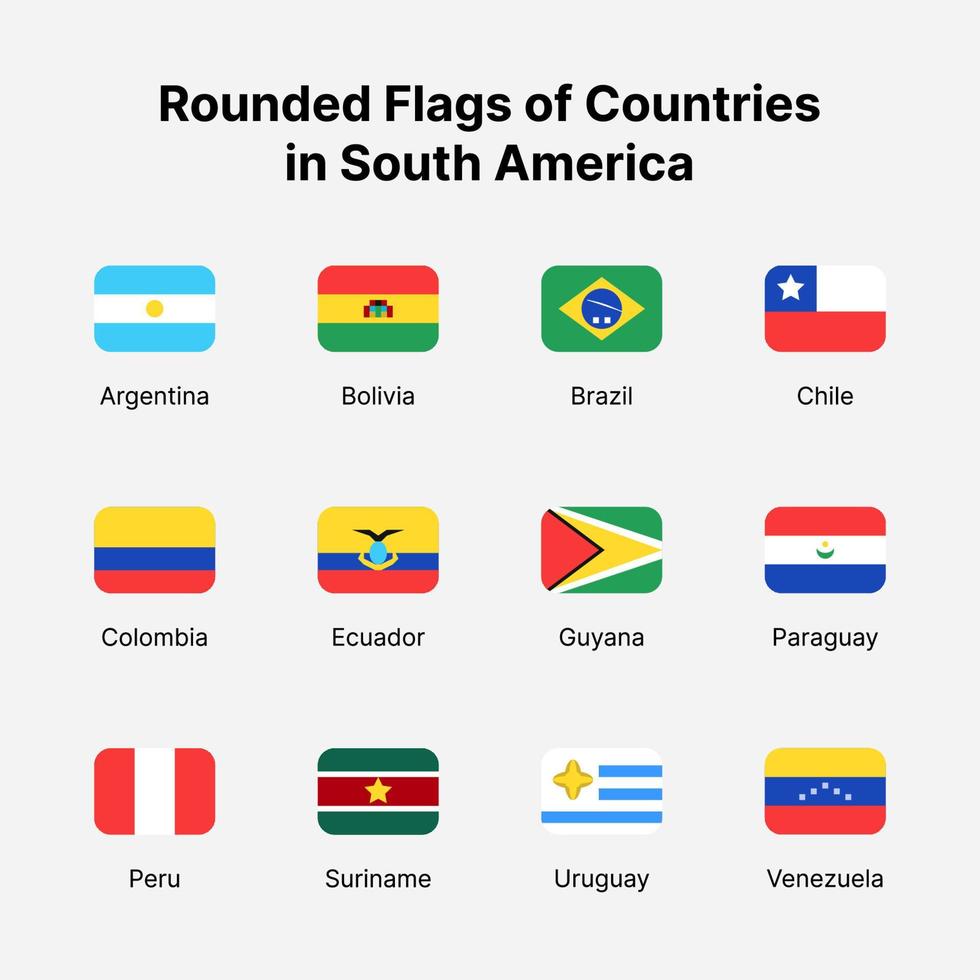 Rounded Flags of Countries
in South America
Argentina
Bolivia
Brazil
Chile
Colombia
Ecuador
Guyana
Paraguay
Peru
Suriname
Uruguay
Venezuela